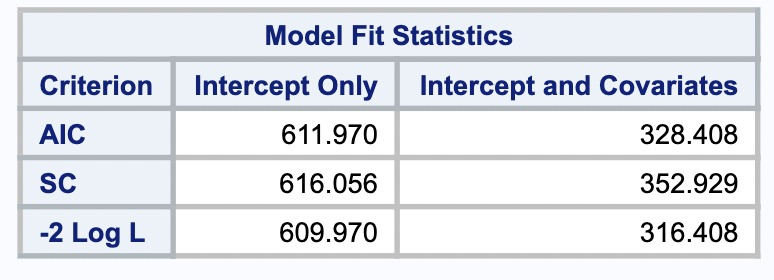 Model Fit Statistics
Criterion Intercept Only Intercept and Covariates
AIC 611.970 328.408
SC 616.056 352.929
-2 Log L 609.970 316.408